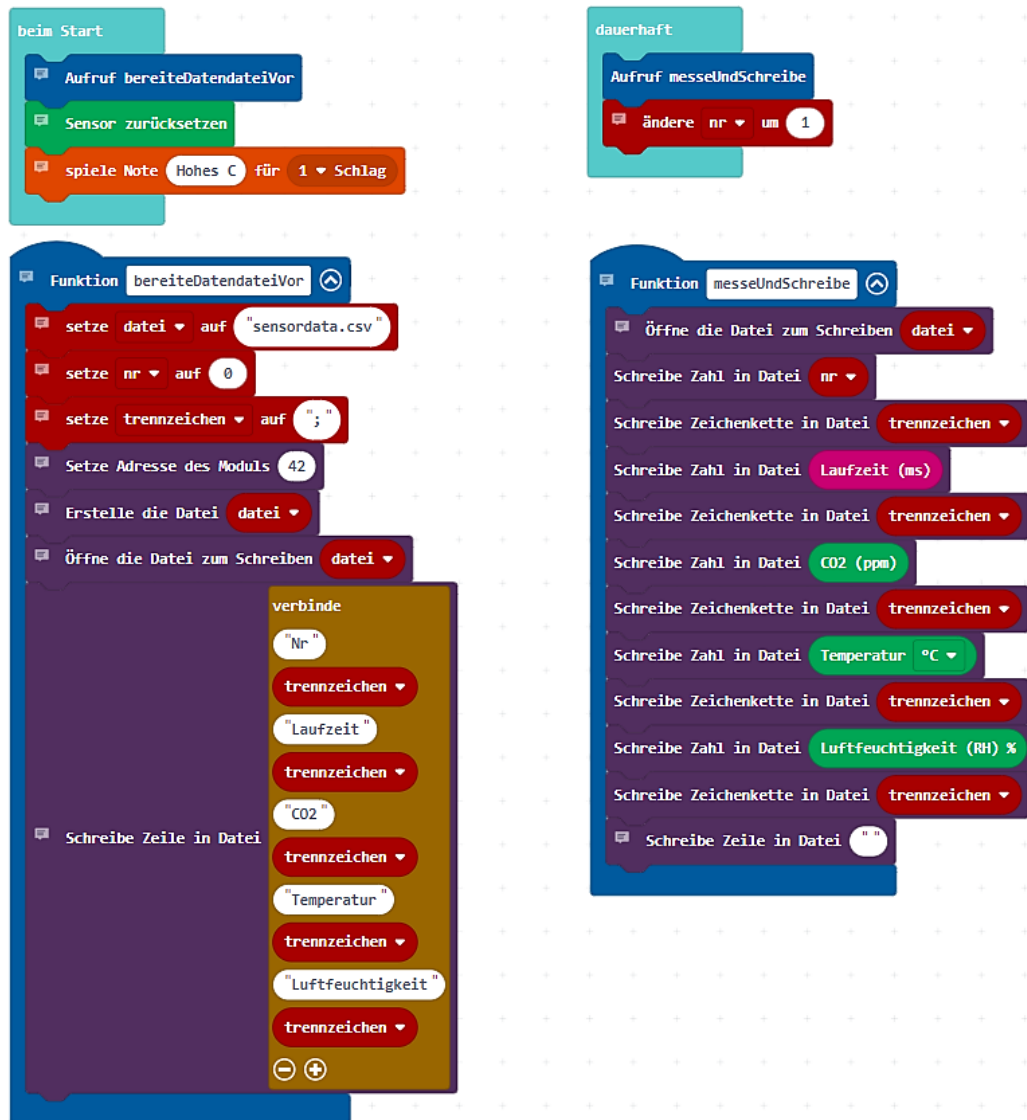 beim Start
Aufruf bereiteDatendateiVor
Sensor zurücksetzen
spiele Note Hohes C für 1 Schlag
dauerhaft
Aufruf messeUndSchreibe
ändere nr um 1
Funktion bereiteDatendateiVor
setze datei auf "sensordata.csv"
setze nr auf 0
setze trennzeichen auf ";"
Setze Adresse des Moduls 42
Erstelle die Datei datei
Öffne die Datei zum Schreiben datei
Schreibe Zeile in Datei
verbinde
"Nr"
trennzeichen
"Laufzeit"
trennzeichen
"CO2"
trennzeichen
"Temperatur"
trennzeichen
"Luftfeuchtigkeit"
trennzeichen
Funktion messeUndSchreibe
Öffne die Datei zum Schreiben datei
Schreibe Zahl in Datei nr
Schreibe Zeichenkette in Datei trennzeichen
Schreibe Zahl in Datei Laufzeit (ms)
Schreibe Zeichenkette in Datei trennzeichen
Schreibe Zahl in Datei CO2 (ppm)
Schreibe Zeichenkette in Datei trennzeichen
Schreibe Zahl in Datei Temperatur °C
Schreibe Zeichenkette in Datei trennzeichen
Schreibe Zahl in Datei Luftfeuchtigkeit (RH) %
Schreibe Zeichenkette in Datei trennzeichen
Schreibe Zeile in Datei ""